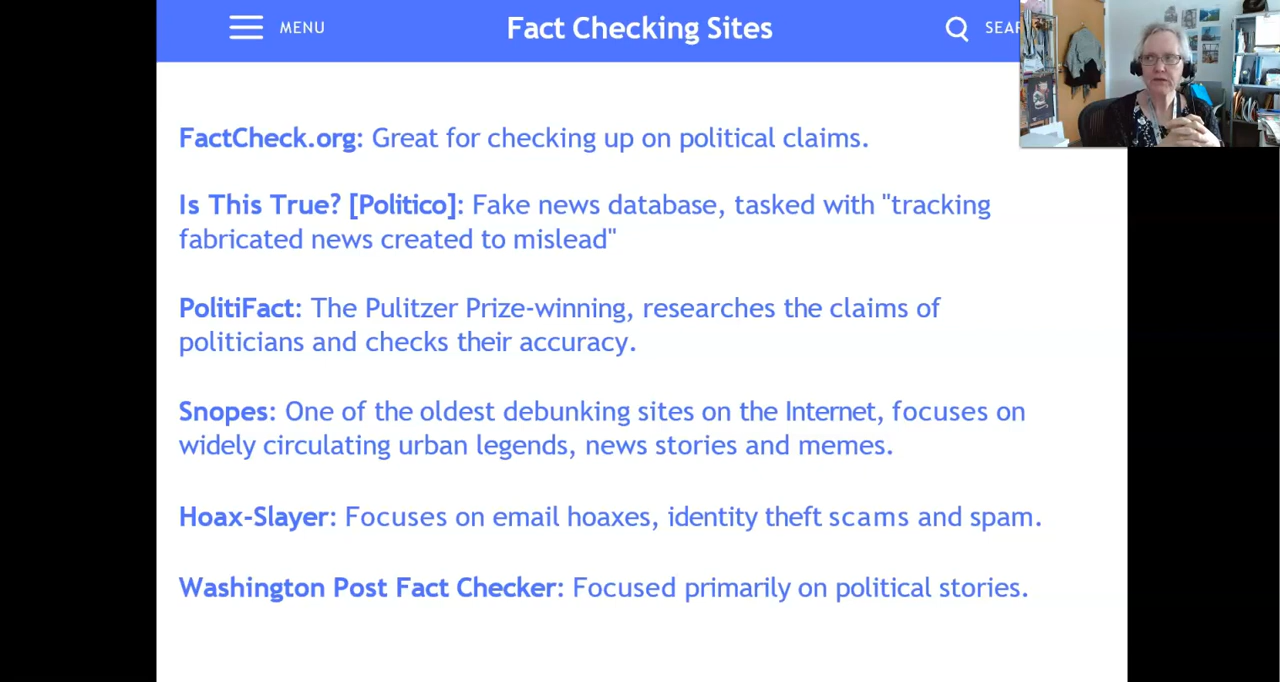 MENU
Fact Checking Sites
FactCheck.org: Great for checking up on political claims.
Is This True? [Politico]: Fake news database, tasked with "tracking
fabricated news created to mislead"
PolitiFact: The Pulitzer Prize-winning, researches the claims of
politicians and checks their accuracy.
Snopes: One of the oldest debunking sites on the Internet, focuses on
widely circulating urban legends, news stories and memes.
Hoax-Slayer: Focuses on email hoaxes, identity theft scams and spam.
Washington Post Fact Checker: Focused primarily on political stories.